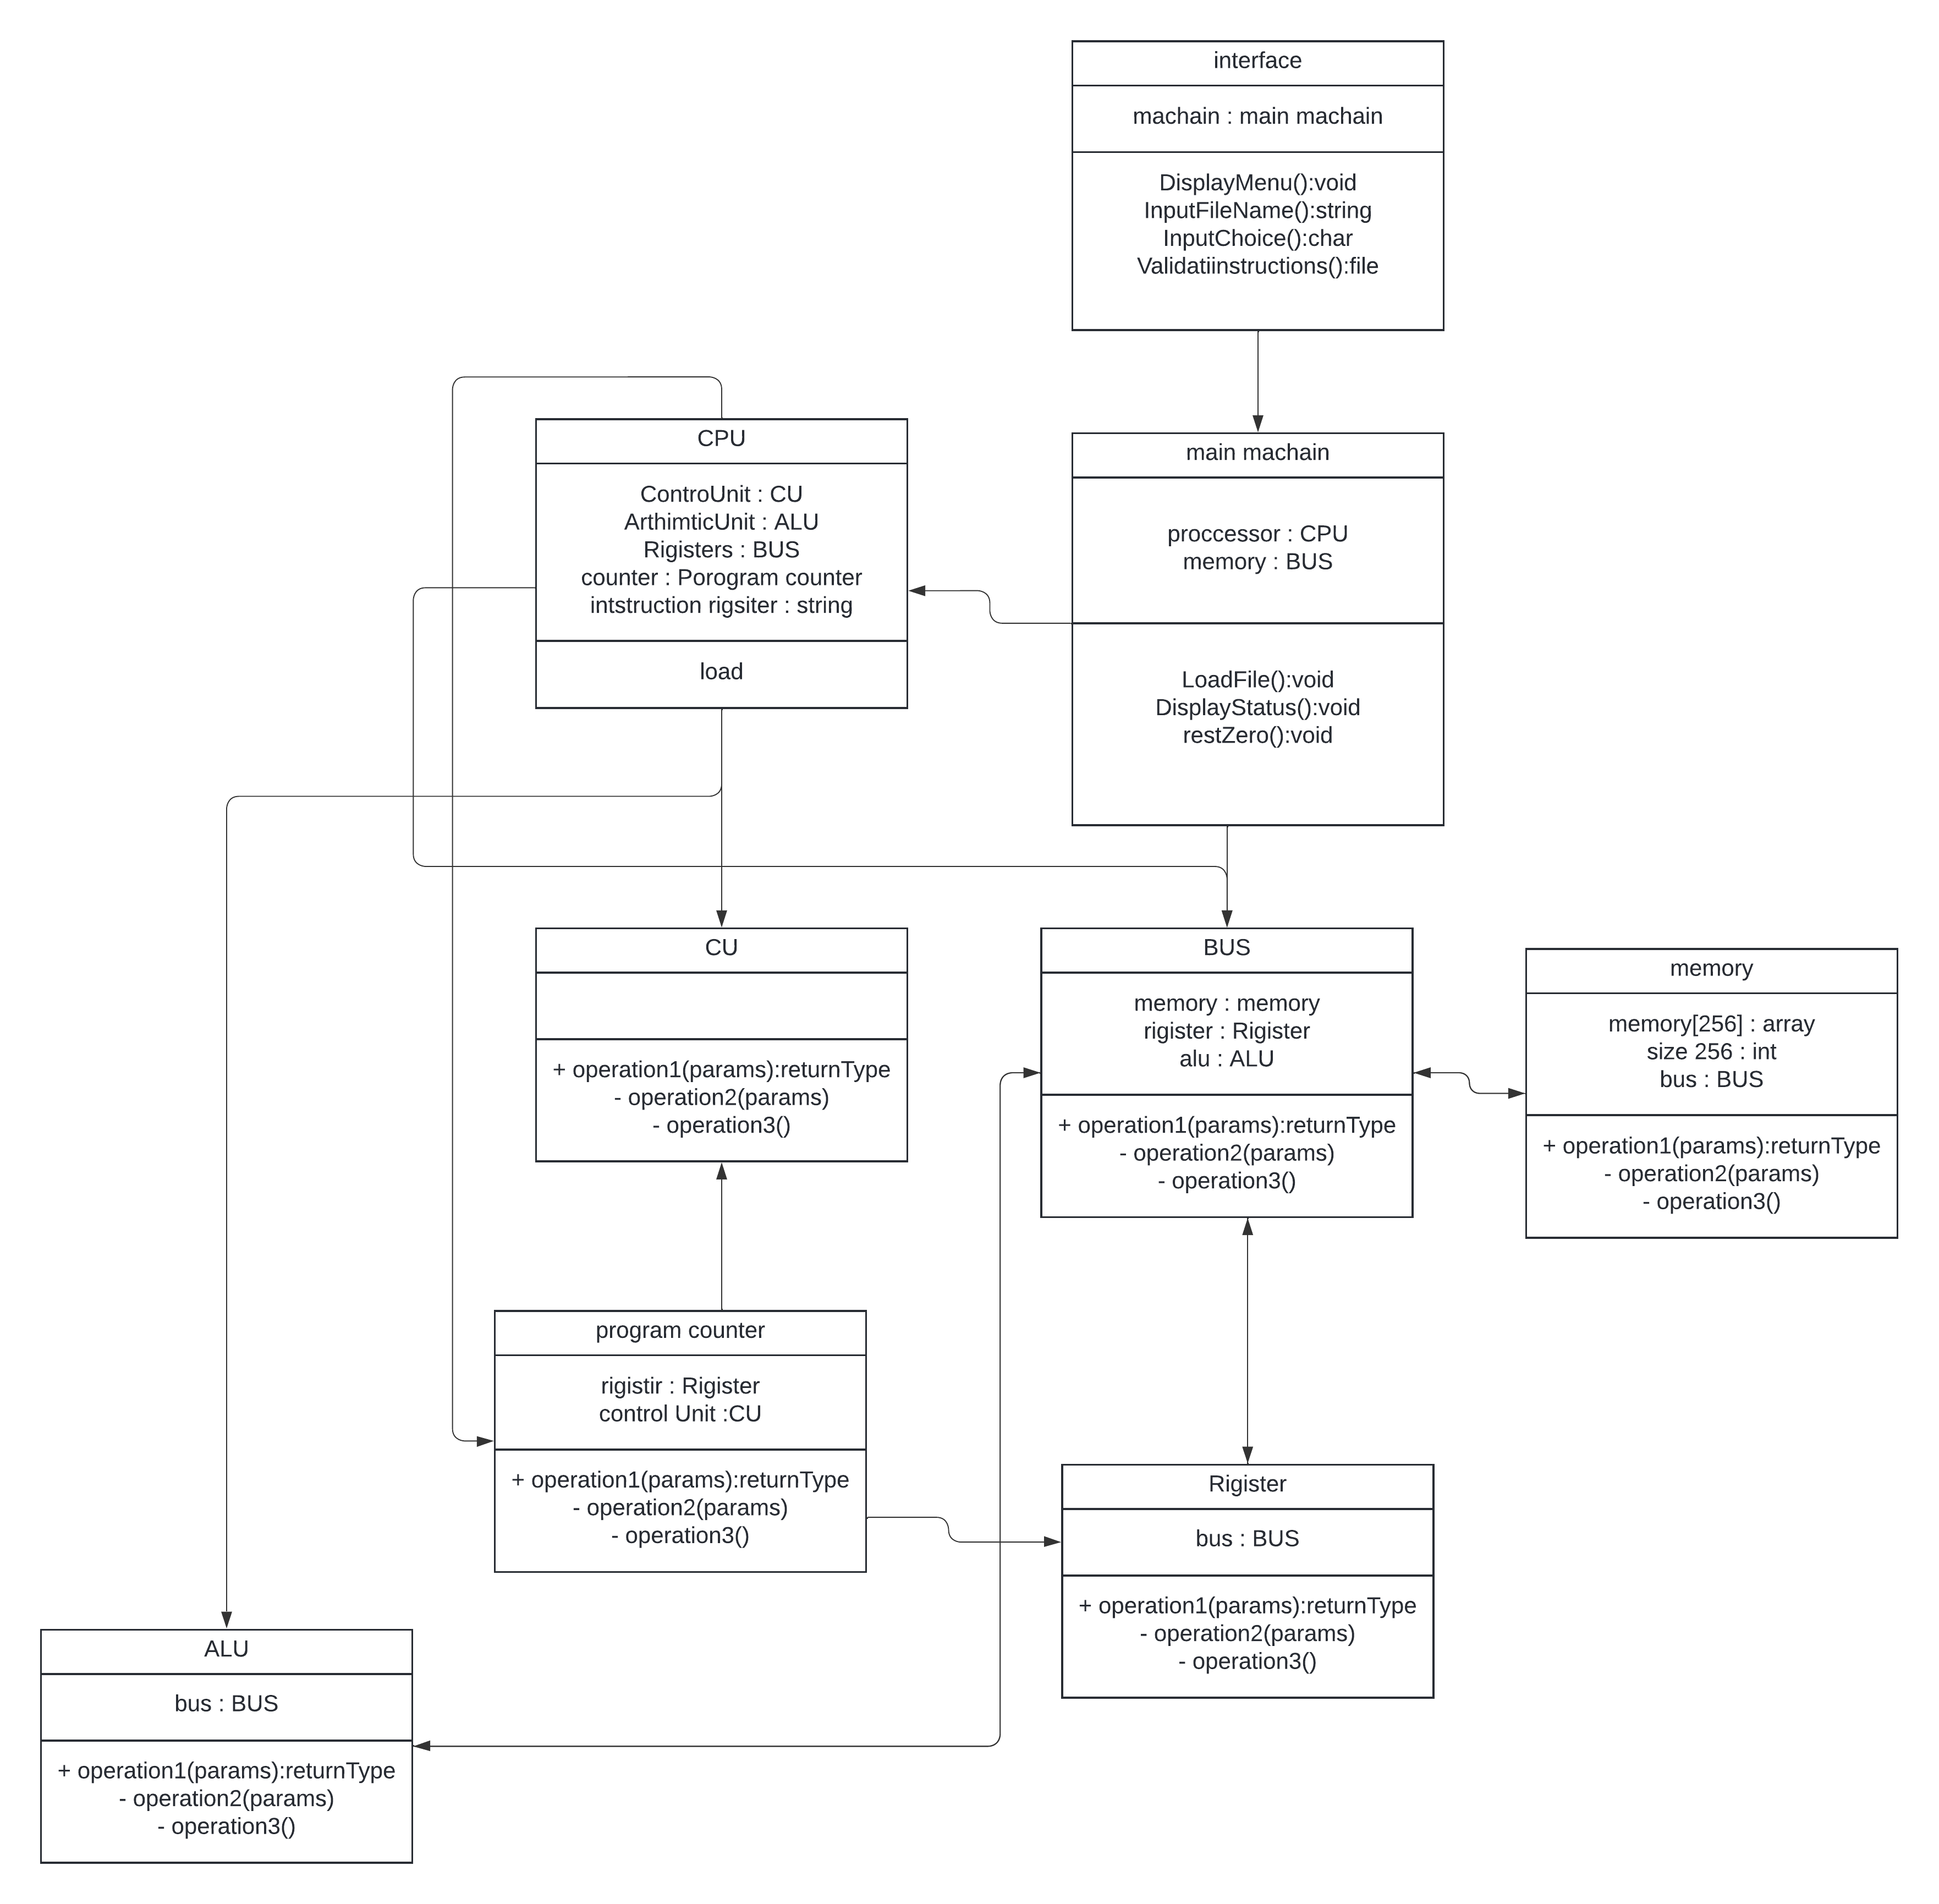 interface
machain : main machain
DisplayMenu():void
InputFileName():string
InputChoice():char
Validatiinstructions():file
CPU
ControUnit : CU
ArthimticUnit : ALU
Rigisters : BUS
counter : Porogram counter
intstruction rigsiter : string
load
main machain
proccessor : CPU
memory : BUS
LoadFile():void
DisplayStatus():void
restZero():void
CU
+ operation1(params):returnType
- operation2(params)
- operation3()
BUS
memory : memory
rigister : Rigister
alu : ALU
+ operation1(params):returnType
- operation2(params)
- operation3()
memory
memory[256] : array
size 256 : int
bus : BUS
+ operation1(params):returnType
- operation2(params)
- operation3()
program counter
rigistir : Rigister
control Unit :CU
+ operation1(params):returnType
- operation2(params)
- operation3()
Rigister
bus : BUS
+ operation1(params):returnType
- operation2(params)
- operation3()
ALU
bus : BUS
+ operation1(params):returnType
- operation2(params)
- operation3()